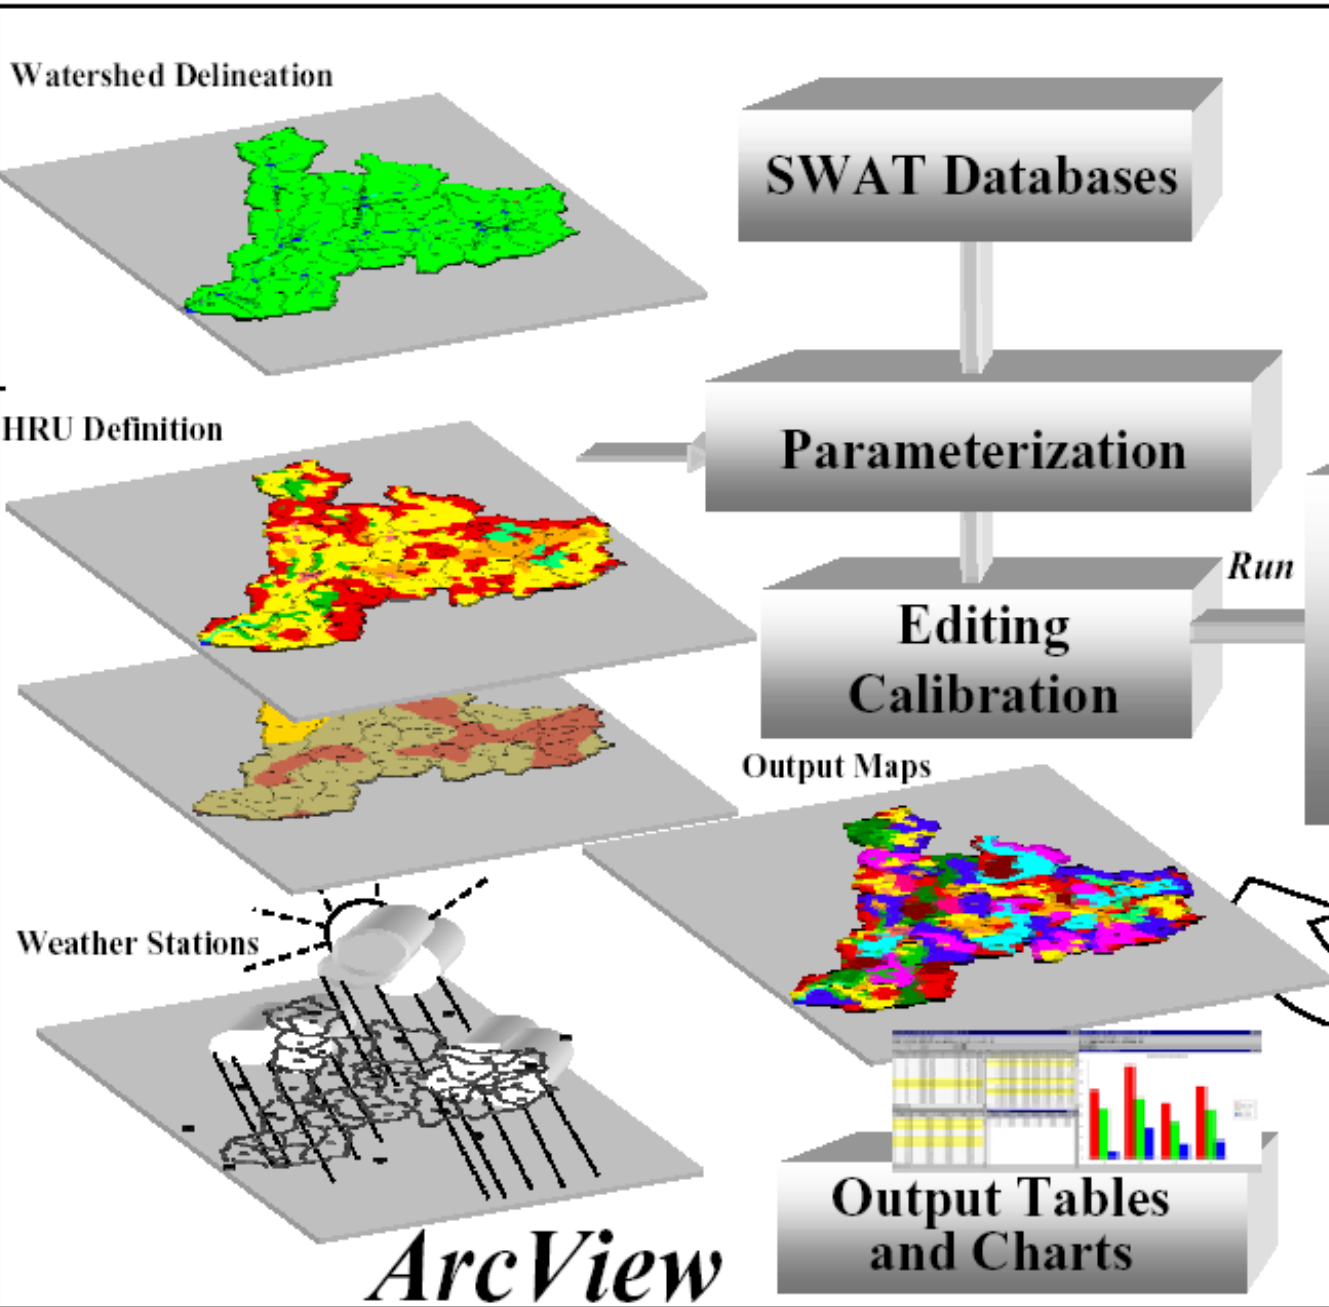 Watershed Delineation
SWAT Databases
HRU Definition
Parameterization
Run
Editing
Calibration
Output Maps
Weather Stations
Output Tables
and Charts
ArcView